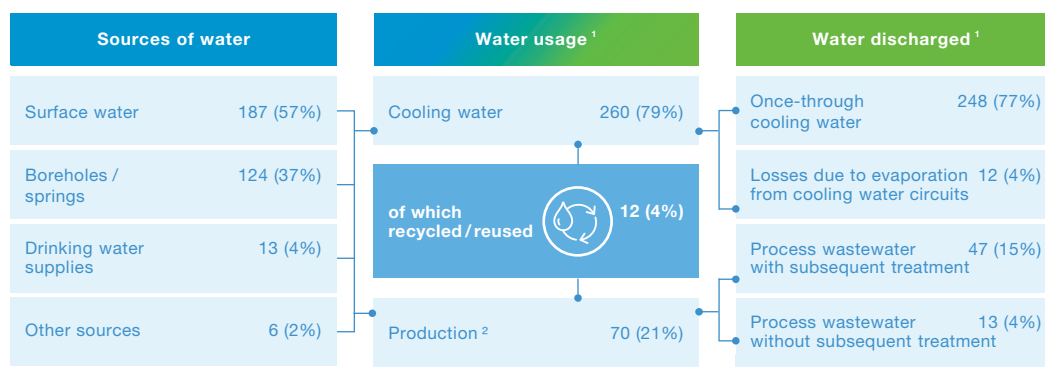 Sources of water
Surface water 187 (57%)
Boreholes /
springs 124 (37%)
Drinking water
supplies 13 (4%)
Other sources 6 (2%)
Water usage ¹
Cooling water 260 (79%)
of which
recycled / reused 12 (4%)
Production ² 70 (21%)
Water discharged ¹
Once-through
cooling water 248 (77%)
Losses due to evaporation 12 (4%)
from cooling water circuits
Process wastewater 47 (15%)
with subsequent treatment
Process wastewater 13 (4%)
without subsequent treatment